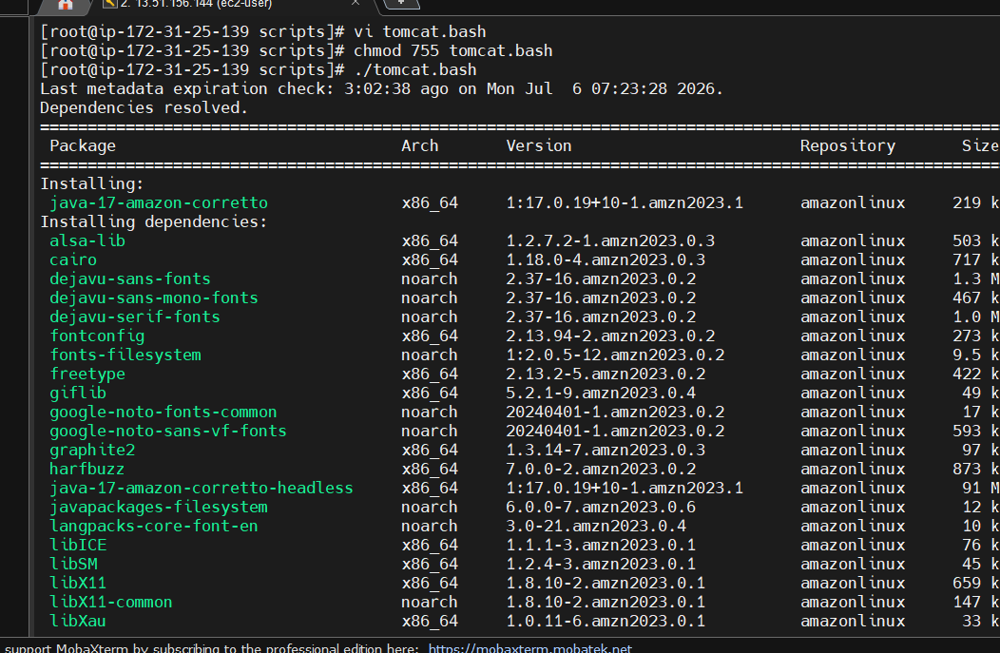 2. 13.51.156.144 (ec2-user)
[root@ip-172-31-25-139 scripts]# vi tomcat.bash
[root@ip-172-31-25-139 scripts]# chmod 755 tomcat.bash
[root@ip-172-31-25-139 scripts]# ./tomcat.bash
Last metadata expiration check: 3:02:38 ago on Mon Jul  6 07:23:28 2026.
Dependencies resolved.
Package Arch Version Repository Size
Installing:
java-17-amazon-corretto x86_64 1:17.0.19+10-1.amzn2023.1 amazonlinux 219 k
Installing dependencies:
alsa-lib x86_64 1.2.7.2-1.amzn2023.0.3 amazonlinux 503 k
cairo x86_64 1.18.0-4.amzn2023.0.3 amazonlinux 717 k
dejavu-sans-fonts noarch 2.37-16.amzn2023.0.2 amazonlinux 1.3 M
dejavu-sans-mono-fonts noarch 2.37-16.amzn2023.0.2 amazonlinux 467 k
dejavu-serif-fonts noarch 2.37-16.amzn2023.0.2 amazonlinux 1.0 M
fontconfig x86_64 2.13.94-2.amzn2023.0.2 amazonlinux 273 k
fonts-filesystem noarch 1:2.0.5-12.amzn2023.0.2 amazonlinux 9.5 k
freetype x86_64 2.13.2-5.amzn2023.0.2 amazonlinux 422 k
giflib x86_64 5.2.1-9.amzn2023.0.4 amazonlinux 49 k
google-noto-fonts-common noarch 20240401-1.amzn2023.0.2 amazonlinux 17 k
google-noto-sans-vf-fonts noarch 20240401-1.amzn2023.0.2 amazonlinux 593 k
graphite2 x86_64 1.3.14-7.amzn2023.0.3 amazonlinux 97 k
harfbuzz x86_64 7.0.0-2.amzn2023.0.2 amazonlinux 873 k
java-17-amazon-corretto-headless x86_64 1:17.0.19+10-1.amzn2023.1 amazonlinux 91 M
javapackages-filesystem noarch 6.0.0-7.amzn2023.0.6 amazonlinux 12 k
langpacks-core-font-en noarch 3.0-21.amzn2023.0.4 amazonlinux 10 k
libICE x86_64 1.1.1-3.amzn2023.0.1 amazonlinux 76 k
libSM x86_64 1.2.4-3.amzn2023.0.1 amazonlinux 45 k
libX11 x86_64 1.8.10-2.amzn2023.0.1 amazonlinux 659 k
libX11-common noarch 1.8.10-2.amzn2023.0.1 amazonlinux 147 k
libXau x86_64 1.0.11-6.amzn2023.0.1 amazonlinux 33 k
support MobaXterm by subscribing to the professional edition here: https://mobaxterm.mobatek.net